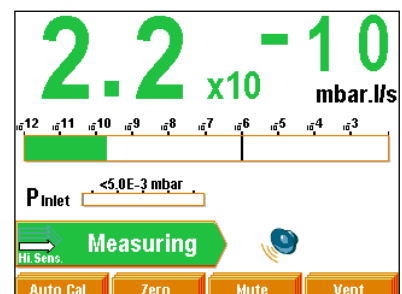 2.2 x10 -10
mbar.l/s
10-12 10-11 10-10 10-9 10-8 10-7 10-6 10-5 10-4 10-3
<5,0E-3 mbar
P Inlet
Measuring
Hi.Sens.
Auto Cal Zero Mute Vent